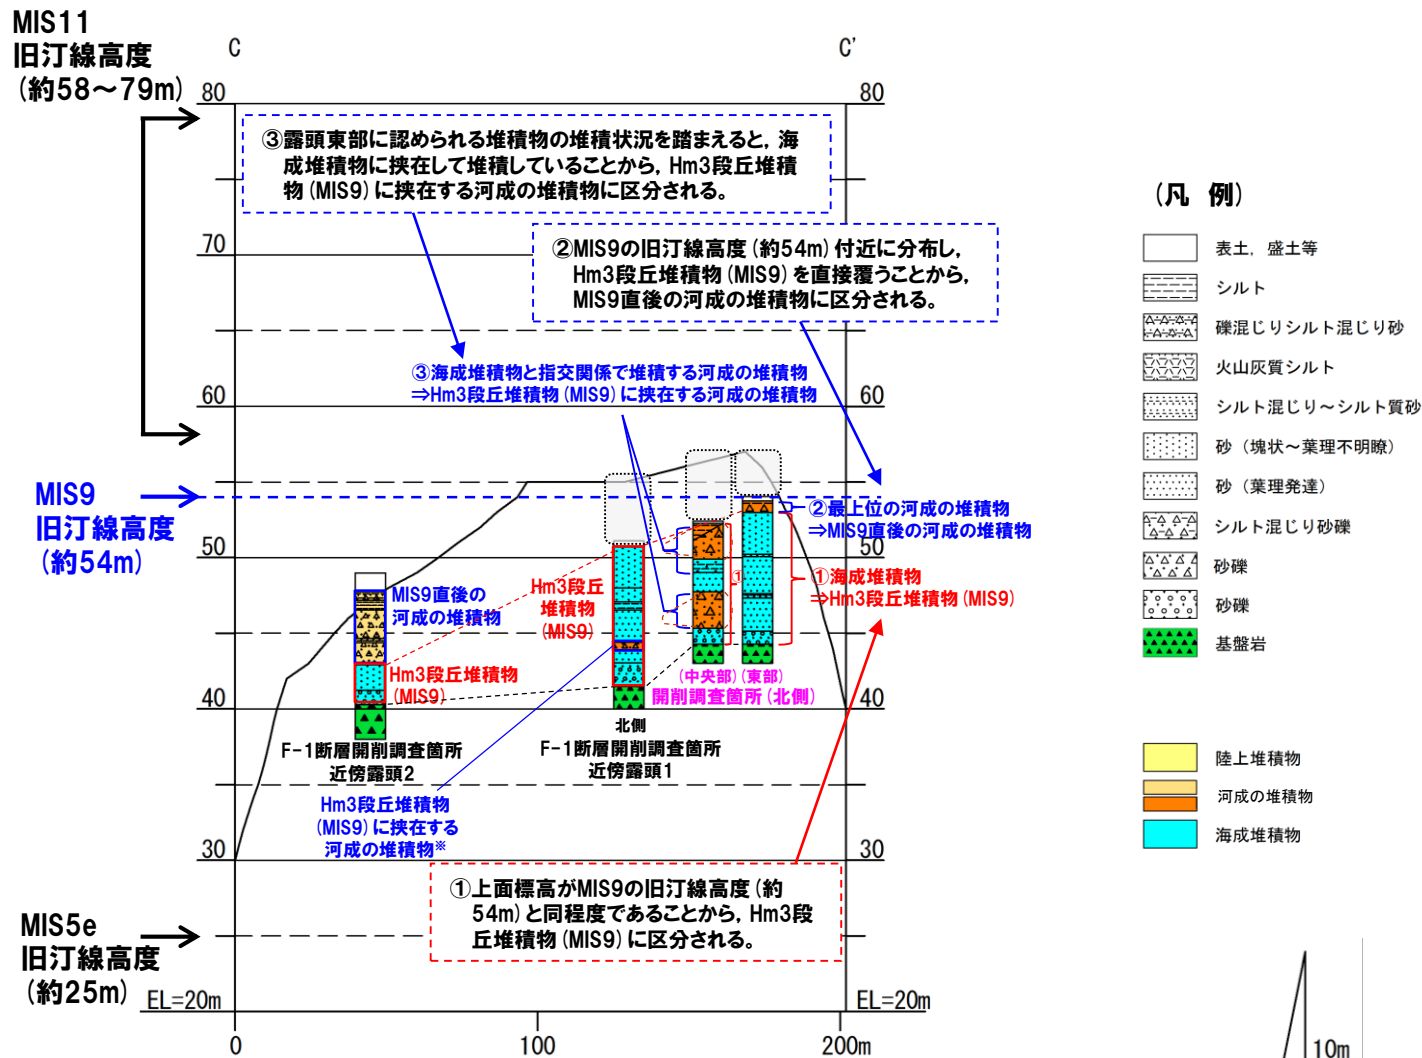 MIS11
旧汀線高度
(約58～79m)
C
C'
80
80
③露頭東部に認められる堆積物の堆積状況を踏まえると, 海
成堆積物に挟在して堆積していることから, Hm3段丘堆積
物(MIS9)に挟在する河成の堆積物に区分される。
70
70
②MIS9の旧汀線高度(約54m)付近に分布し,
Hm3段丘堆積物(MIS9)を直接覆うことから,
MIS9直後の河成の堆積物に区分される。
③海成堆積物と指交関係で堆積する河成の堆積物
⇒Hm3段丘堆積物(MIS9)に挟在する河成の堆積物
60
60
MIS9
旧汀線高度
(約54m)
②最上位の河成の堆積物
⇒MIS9直後の河成の堆積物
50
50
①
①海成堆積物
⇒Hm3段丘堆積物(MIS9)
MIS9直後の
河成の堆積物
Hm3段丘
堆積物
(MIS9)
Hm3段丘堆積物
(MIS9)
(中央部)(東部)
開削調査箇所(北側)
40
40
F-1断層開削調査箇所
近傍露頭2
北側
F-1断層開削調査箇所
近傍露頭1
Hm3段丘堆積物
(MIS9)に挟在する
河成の堆積物※
30
30
①上面標高がMIS9の旧汀線高度(約
54m)と同程度であることから, Hm3段
丘堆積物(MIS9)に区分される。
MIS5e
旧汀線高度
(約25m)
EL=20m
EL=20m
0
100
200m
(凡 例)
表土, 盛土等
シルト
礫混じりシルト混じり砂
火山灰質シルト
シルト混じり～シルト質砂
砂(塊状～葉理不明瞭)
砂(葉理発達)
シルト混じり砂礫
砂礫
砂礫
基盤岩
陸上堆積物
河成の堆積物
海成堆積物
10m